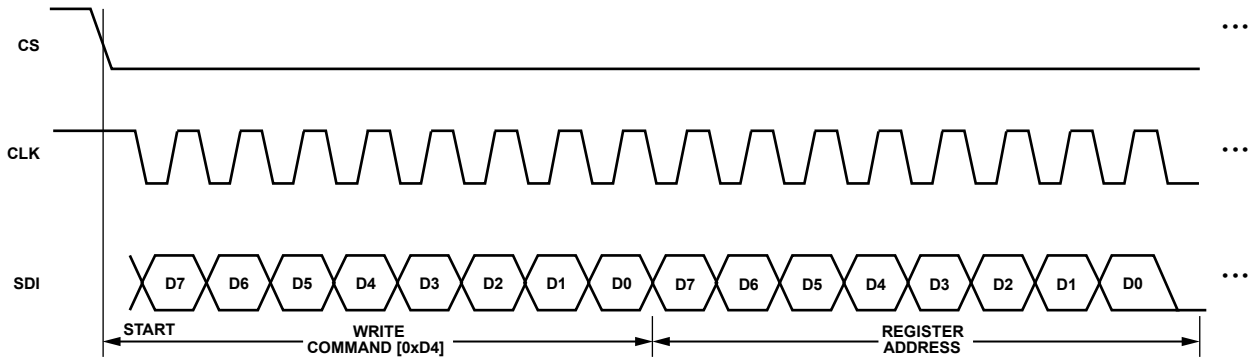 CS
...
CLK
...
SDI
D7 D6 D5 D4 D3 D2 D1 D0 D7 D6 D5 D4 D3 D2 D1 D0
...
START
WRITE
COMMAND [0xD4]
REGISTER
ADDRESS